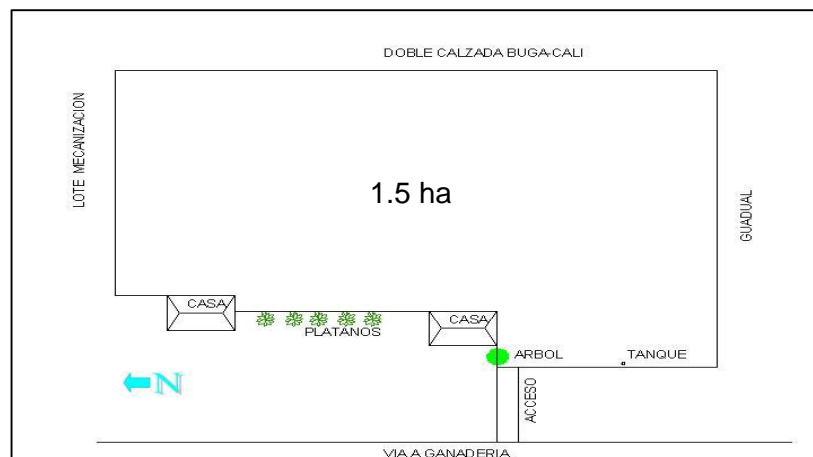 DOBLE CALZADA BUGA-CALI
LOTE MECANIZACION
1.5 ha
GUADUAL
CASA
PLATANOS
CASA
ARBOL
TANQUE
N
ACCESO
VIA A GANADERIA